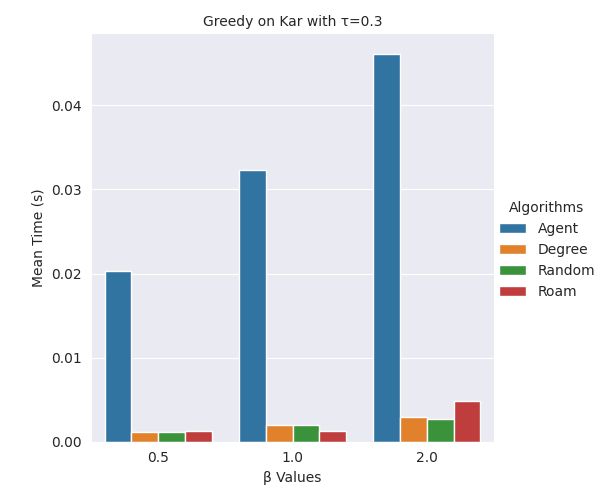 Greedy on Kar with τ=0.3
0.04
0.03
0.02
0.01
0.00
Mean Time (s)
0.5
1.0
2.0
β Values
Algorithms
Agent
Degree
Random
Roam